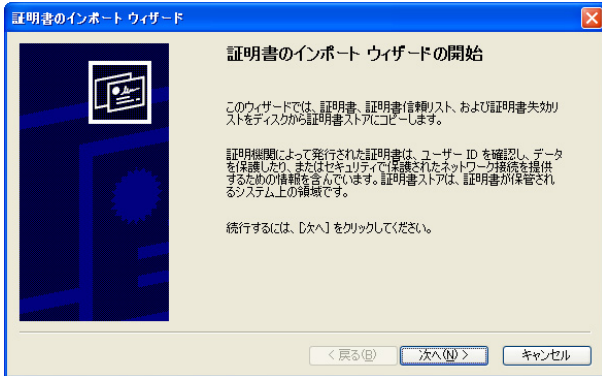 証明書のインポート ウィザード
証明書のインポート ウィザードの開始
このウィザードでは、証明書、証明書信頼リスト、および証明書失効リ
ストをディスクから証明書ストアにコピーします。
証明機関によって発行された証明書は、ユーザー ID を確認し、データ
を保護したり、またはセキュリティで保護されたネットワーク接続を提供
するための情報を含んでいます。証明書ストアは、証明書が保管され
るシステム上の領域です。
続行するには、[次へ] をクリックしてください。
< 戻る(B) 次へ(N) > キャンセル